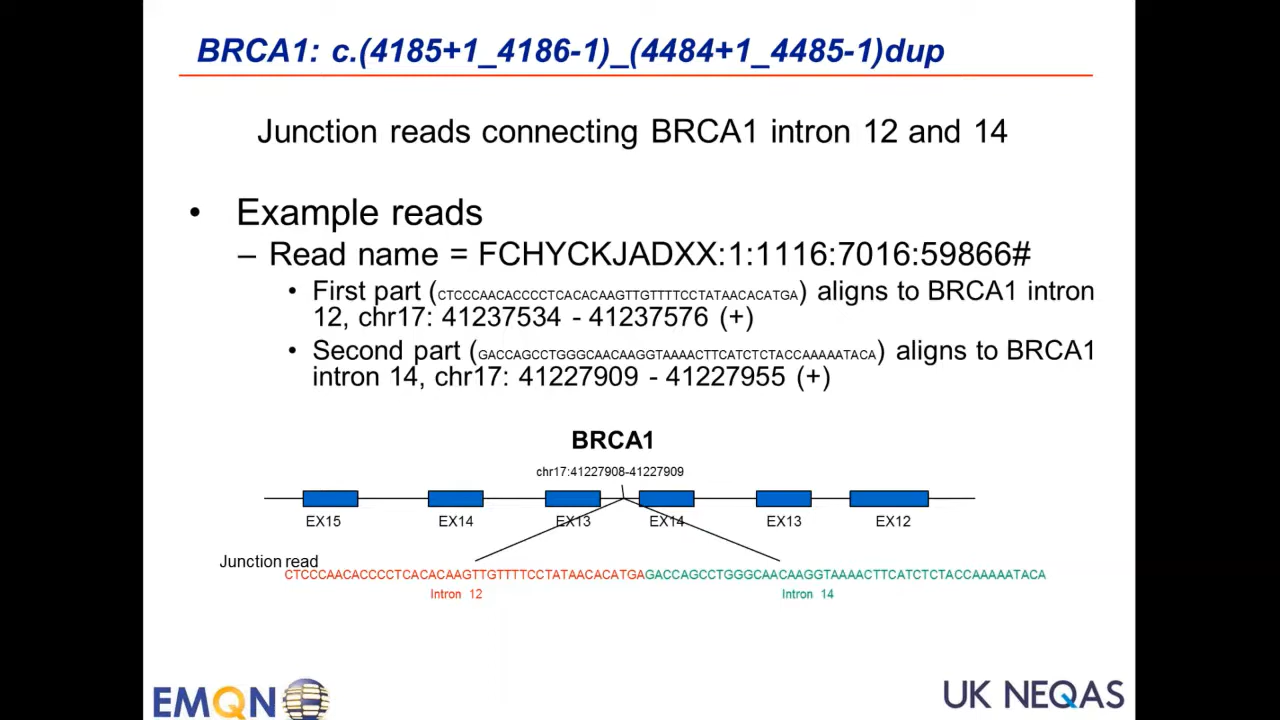 BRCA1: c.(4185+1_4186-1)_(4484+1_4485-1)dup
Junction reads connecting BRCA1 intron 12 and 14
• Example reads
– Read name = FCHYCKJADXX:1:1116:7016:59866#
• First part (CTCCCAACACCCCTCACACAAGTTGTTTTCCTATAACACATGA) aligns to BRCA1 intron
12, chr17: 41237534 - 41237576 (+)
• Second part (GACCAGCCTGGGCAACAAGGTAAAACTTCATCTCTACCAAAAATACA) aligns to BRCA1
intron 14, chr17: 41227909 - 41227955 (+)
BRCA1
chr17:41227908-41227909
EX15 EX14 EX13 EX14 EX13 EX12
Junction read
CTCCCAACACCCCTCACACAAGTTGTTTTCCTATAACACATGAGACCAGCCTGGGCAACAAGGTAAAACTTCATCTCTACCAAAAATACA
Intron 12 Intron 14
EMQN UK NEQAS